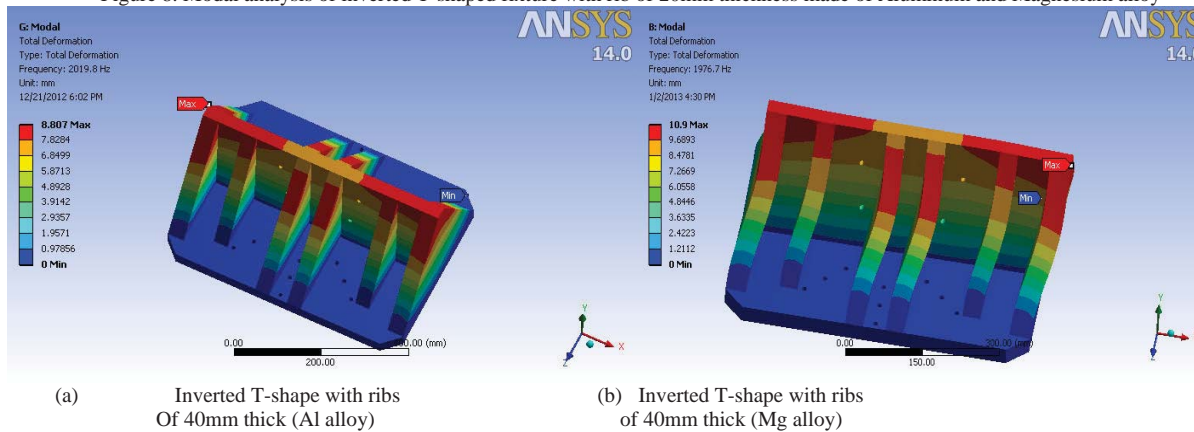 G: Modal
Total Deformation
Type: Total Deformation
Frequency: 2019.8 Hz
Unit: mm
12/21/2012 6:02 PM
8.807 Max
7.8284
6.8499
5.8713
4.8928
3.9142
2.9357
1.9571
0.97856
0 Min
ANSYS
14.0
Max
Min
0.00
200.00
Y
X
Z
B: Modal
Total Deformation
Type: Total Deformation
Frequency: 1976.7 Hz
Unit: mm
1/2/2013 4:30 PM
10.9 Max
9.6893
8.4781
7.2669
6.0558
4.8446
3.6335
2.4223
1.2112
0 Min
ANSYS
14.0
Max
Min
0.00
300.00 (mm)
150.00
Y
Z
(a) Inverted T-shape with ribs
Of 40mm thick (Al alloy)
(b) Inverted T-shape with ribs
of 40mm thick (Mg alloy)